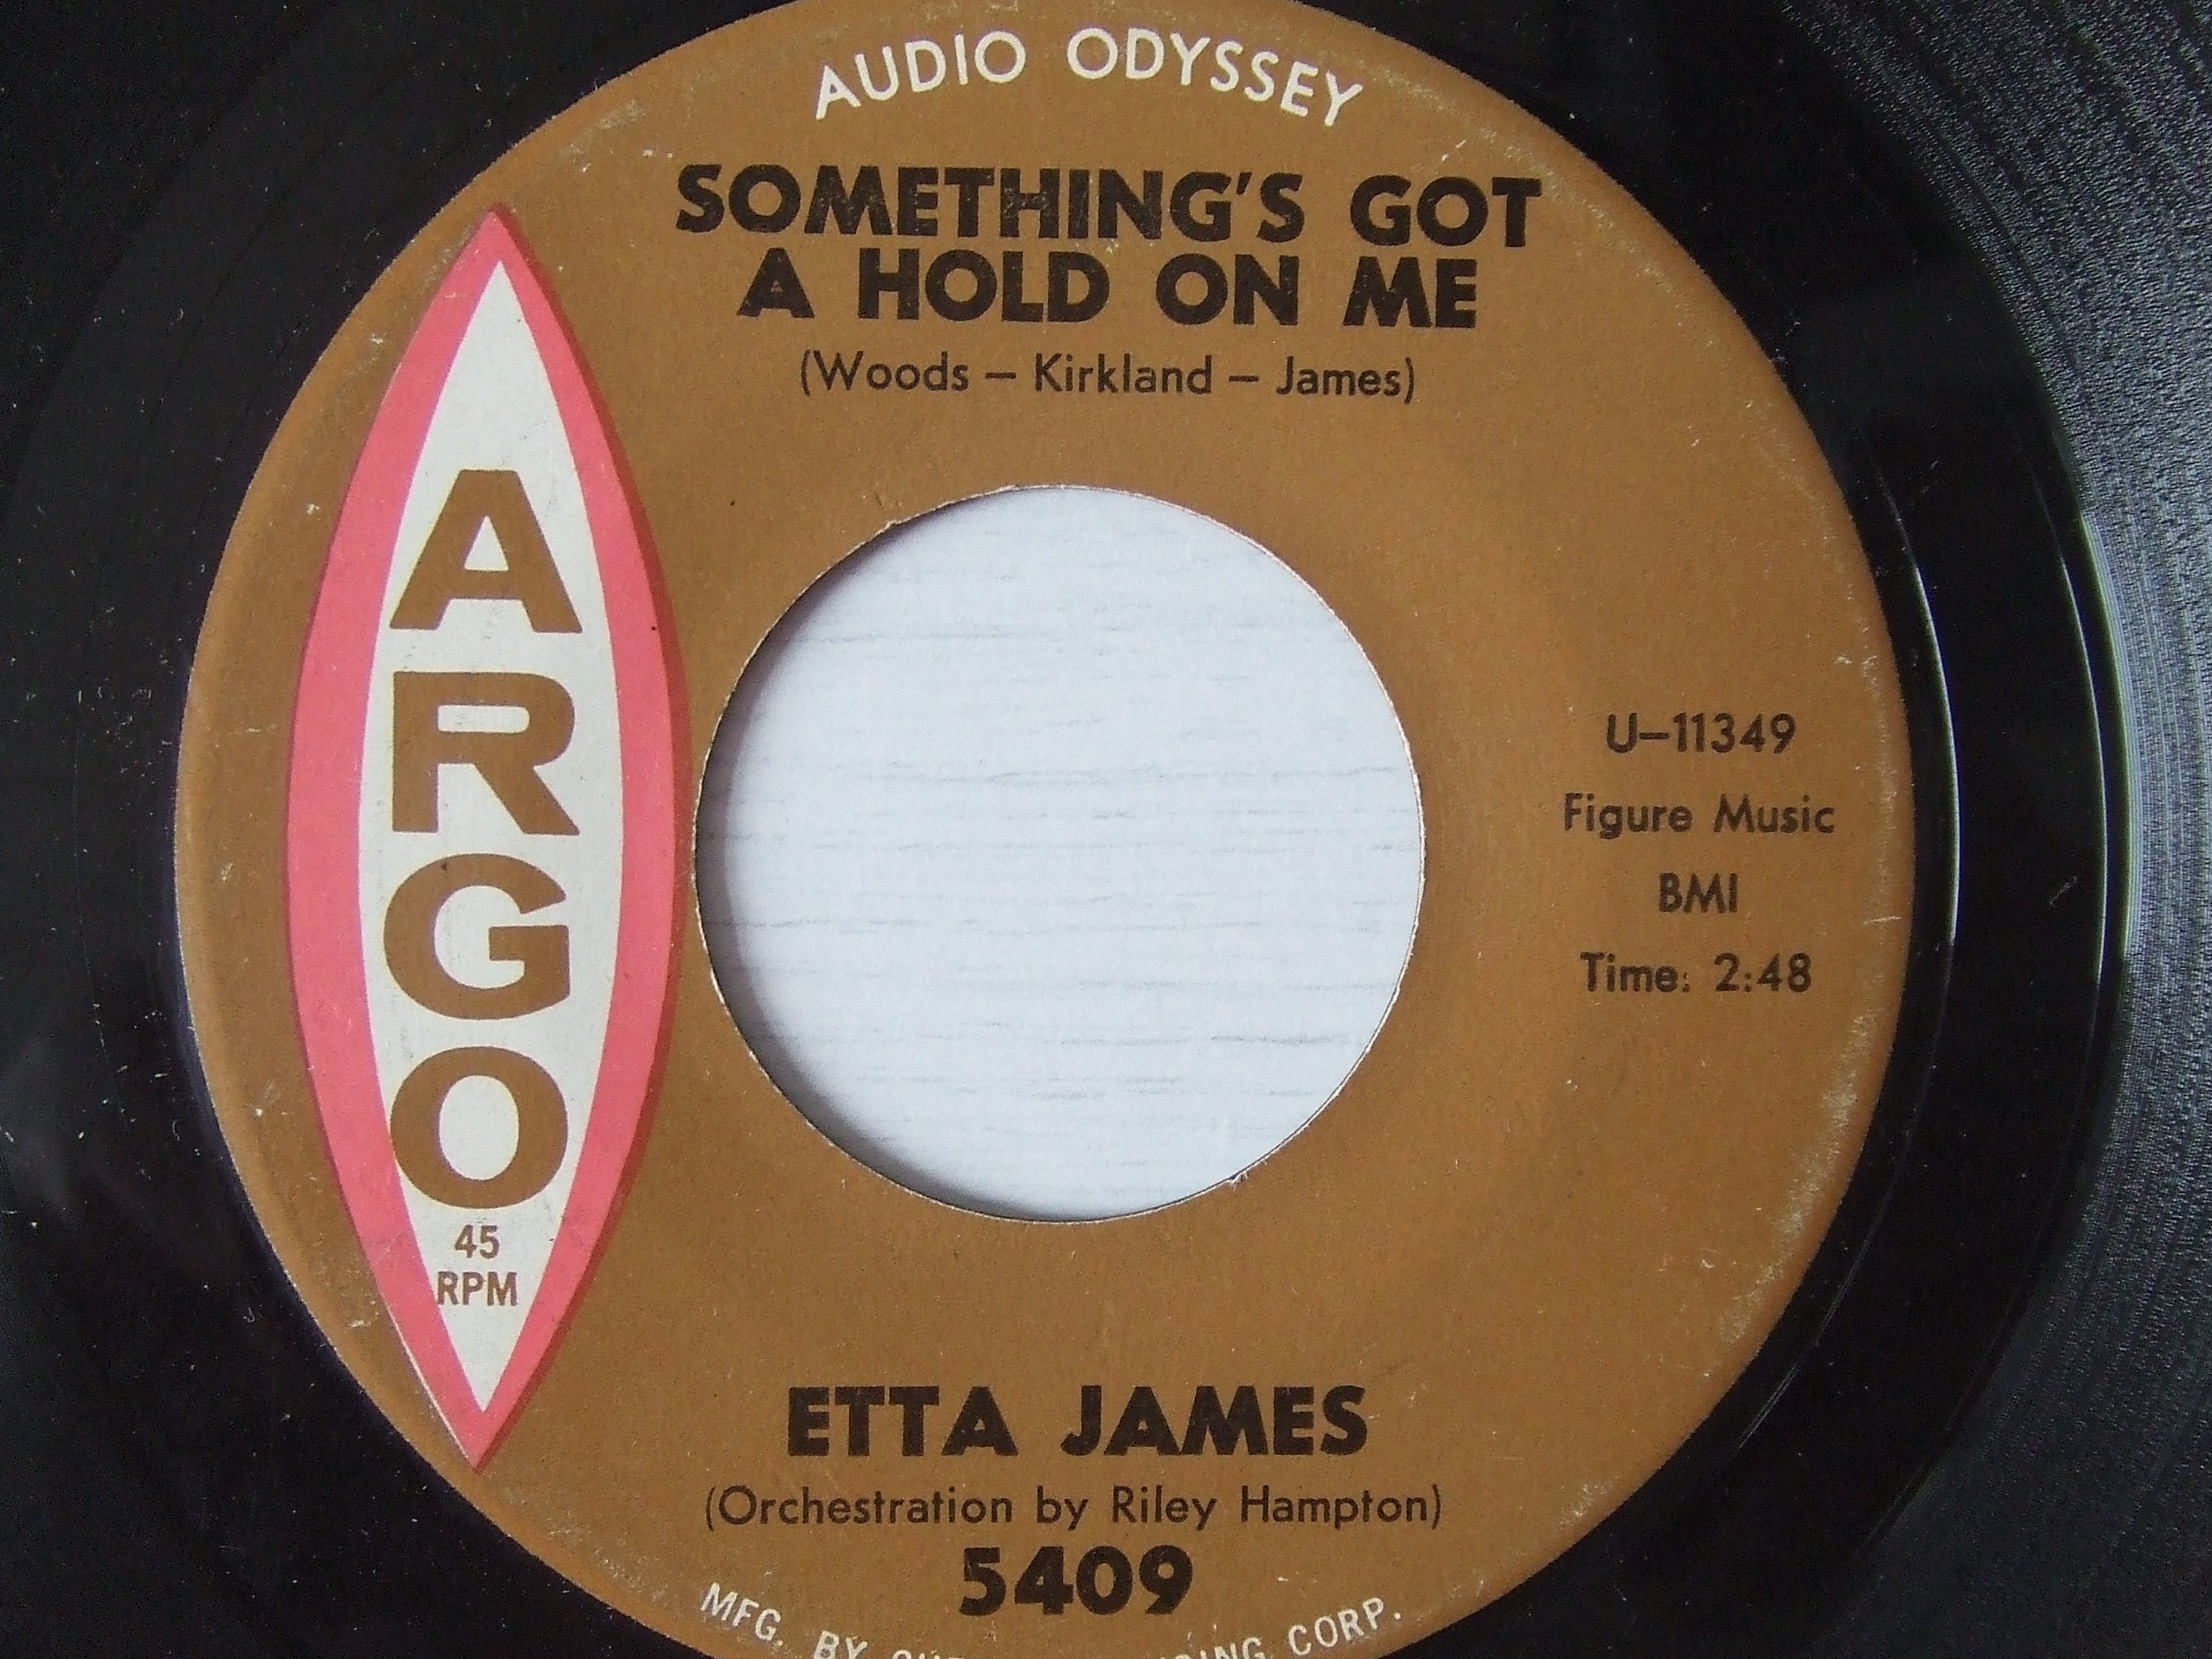 AUDIO ODYSSEY
SOMETHING'S GOT
A HOLD ON ME
(Woods – Kirkland – James)
ARGO
45
RPM
U–11349
Figure Music
BMI
Time: 2:48
ETTA JAMES
(Orchestration by Riley Hampton)
5409
MFG. BY CORP.